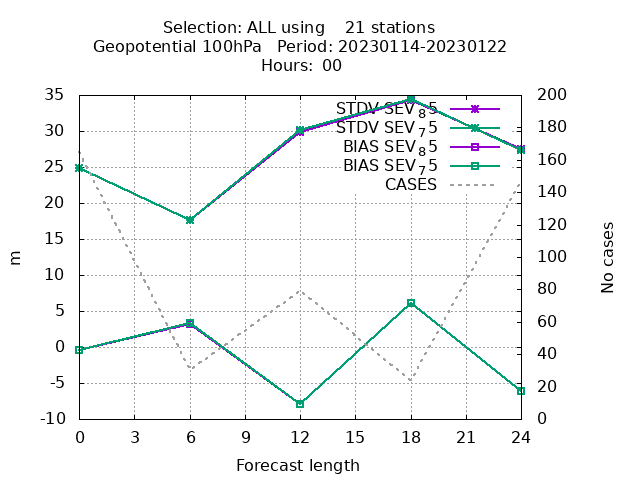 Selection: ALL using    21 stations
Geopotential 100hPa   Period: 20230114-20230122
Hours: 00
STDV SEV₈5
STDV SEV₇5
BIAS SEV₈5
BIAS SEV₇5
CASES
35
30
25
20
15
10
5
0
-5
-10
m
200
180
160
140
120
100
80
60
40
20
0
No cases
0 3 6 9 12 15 18 21 24
Forecast length